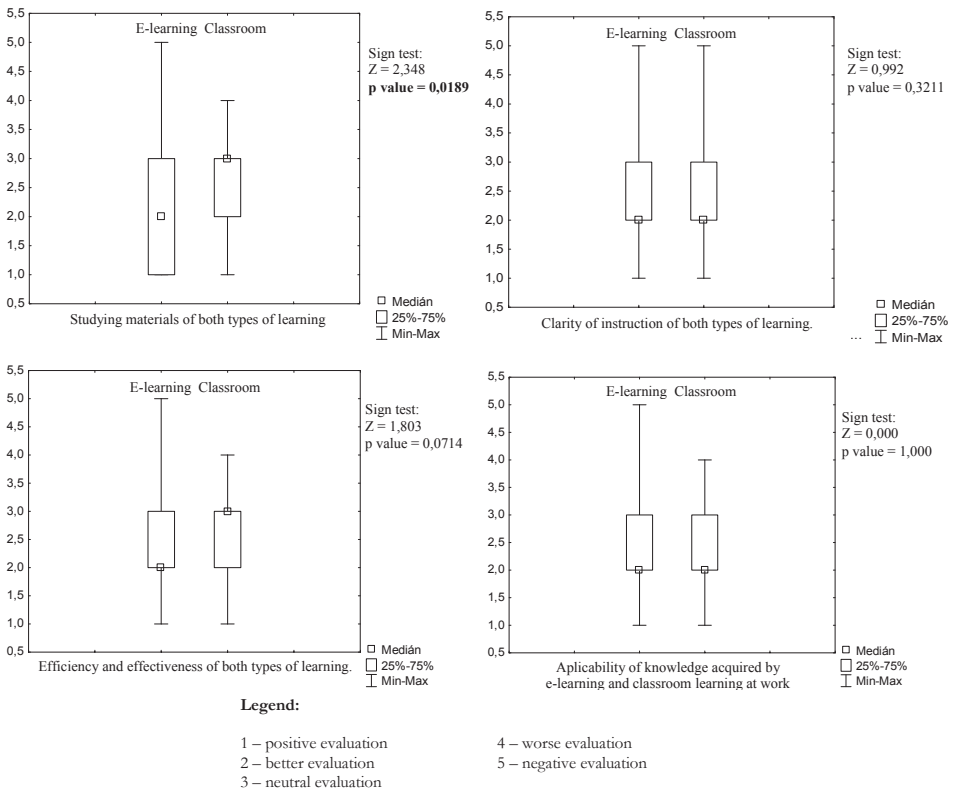 5,5
5,0
4,5
4,0
3,5
3,0
2,5
2,0
1,5
1,0
0,5
E-learning Classroom
Sign test:
Z = 2,348
p value = 0,0189
Medián
25%-75%
Min-Max
Studying materials of both types of learning
5,5
5,0
4,5
4,0
3,5
3,0
2,5
2,0
1,5
1,0
0,5
E-learning Classroom
Sign test:
Z = 0,992
p value = 0,3211
Medián
25%-75%
... Min-Max
Clarity of instruction of both types of learning.
5,5
5,0
4,5
4,0
3,5
3,0
2,5
2,0
1,5
1,0
0,5
E-learning Classroom
Sign test:
Z = 1,803
p value = 0,0714
Medián
25%-75%
Min-Max
Efficiency and effectiveness of both types of learning.
5,5
5,0
4,5
4,0
3,5
3,0
2,5
2,0
1,5
1,0
0,5
E-learning Classroom
Sign test:
Z = 0,000
p value = 1,000
Medián
25%-75%
Min-Max
Aplicability of knowledge acquired by
e-learning and classroom learning at work
Legend:
1 – positive evaluation
2 – better evaluation
3 – neutral evaluation
4 – worse evaluation
5 – negative evaluation